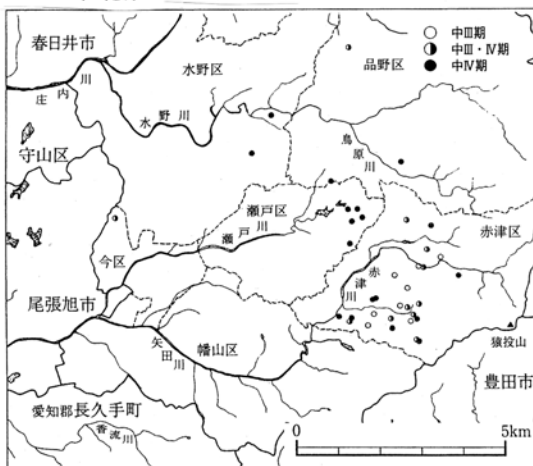 春日井市
○ 中Ⅲ期
◑ 中Ⅲ・Ⅳ期
● 中Ⅳ期
水野区
品野区
庄内川
水野川
鳥原川
守山区
瀬戸区
瀬戸川
赤津区
今区
赤津川
尾張旭市
矢田川
幡山区
猿投山
豊田市
愛知郡長久手町
香流川
0 5km